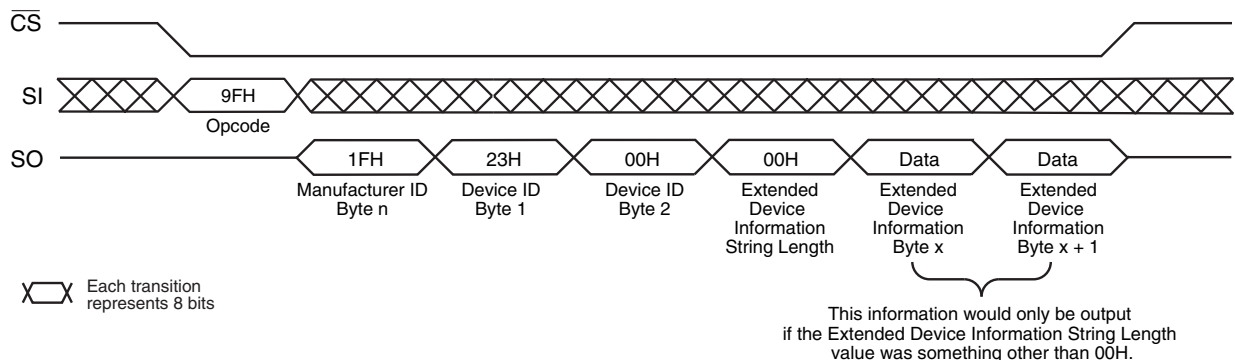 CS
SI
9FH
Opcode
SO
1FH
23H
00H
00H
Data
Data
Manufacturer ID
Byte n
Device ID
Byte 1
Device ID
Byte 2
Extended
Device
Information
String Length
Extended
Device
Information
Byte x
Extended
Device
Information
Byte x + 1
Each transition
represents 8 bits
This information would only be output
if the Extended Device Information String Length
value was something other than 00H.